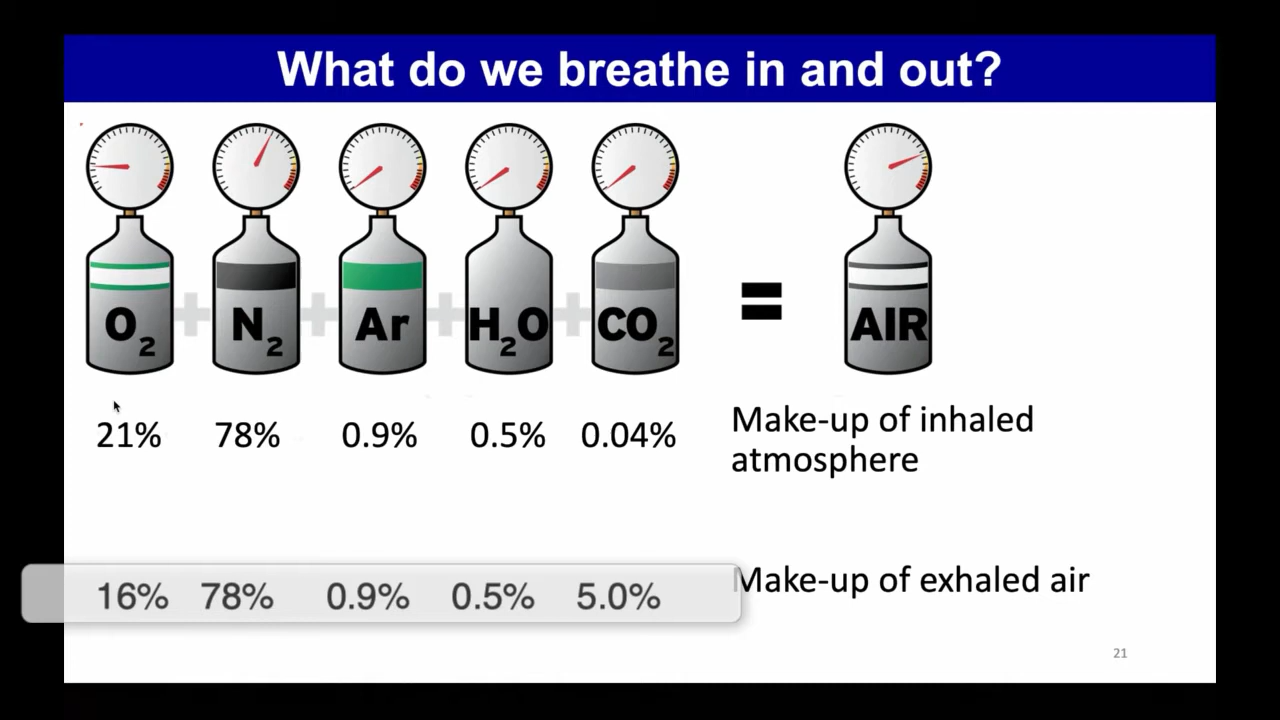 What do we breathe in and out?
O2 + N2 + Ar + H2O + CO2 = AIR
21% 78% 0.9% 0.5% 0.04%
Make-up of inhaled
atmosphere
16% 78% 0.9% 0.5% 5.0%
Make-up of exhaled air
21